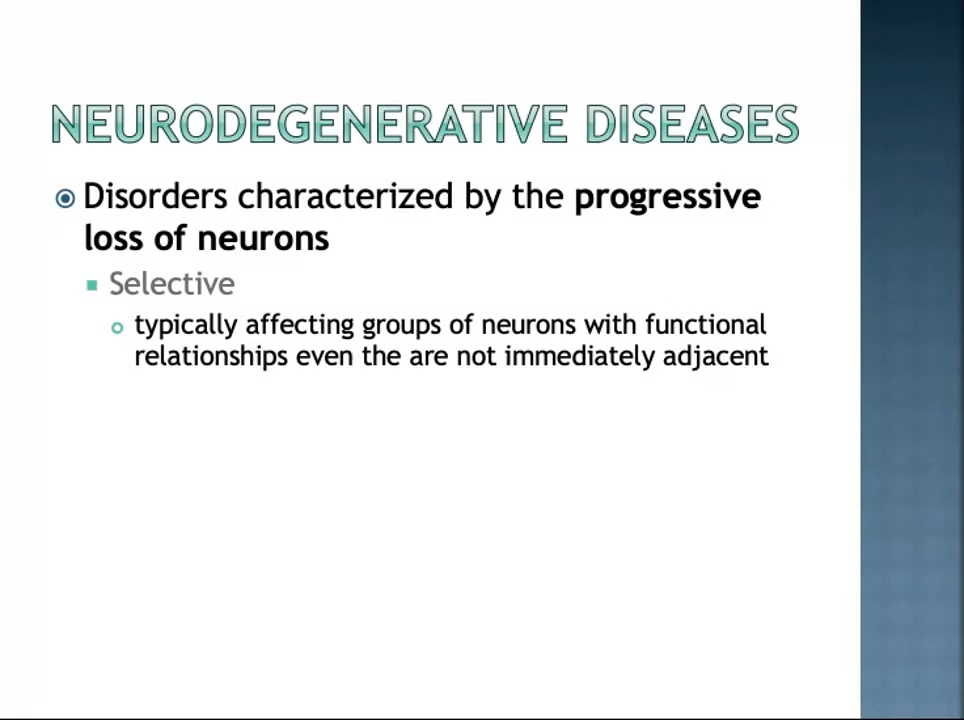 NEURODEGENERATIVE DISEASES
Disorders characterized by the progressive
loss of neurons
Selective
typically affecting groups of neurons with functional
relationships even the are not immediately adjacent